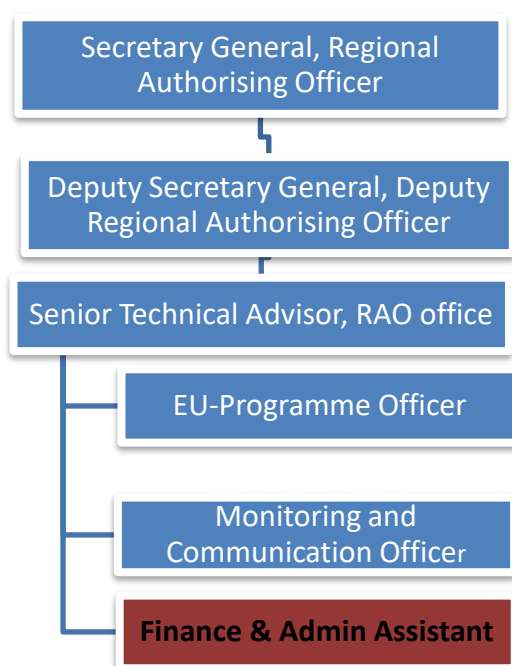 Secretary General, Regional
Authorising Officer
Deputy Secretary General, Deputy
Regional Authorising Officer
Senior Technical Advisor, RAO office
EU-Programme Officer
Monitoring and
Communication Officer
Finance & Admin Assistant